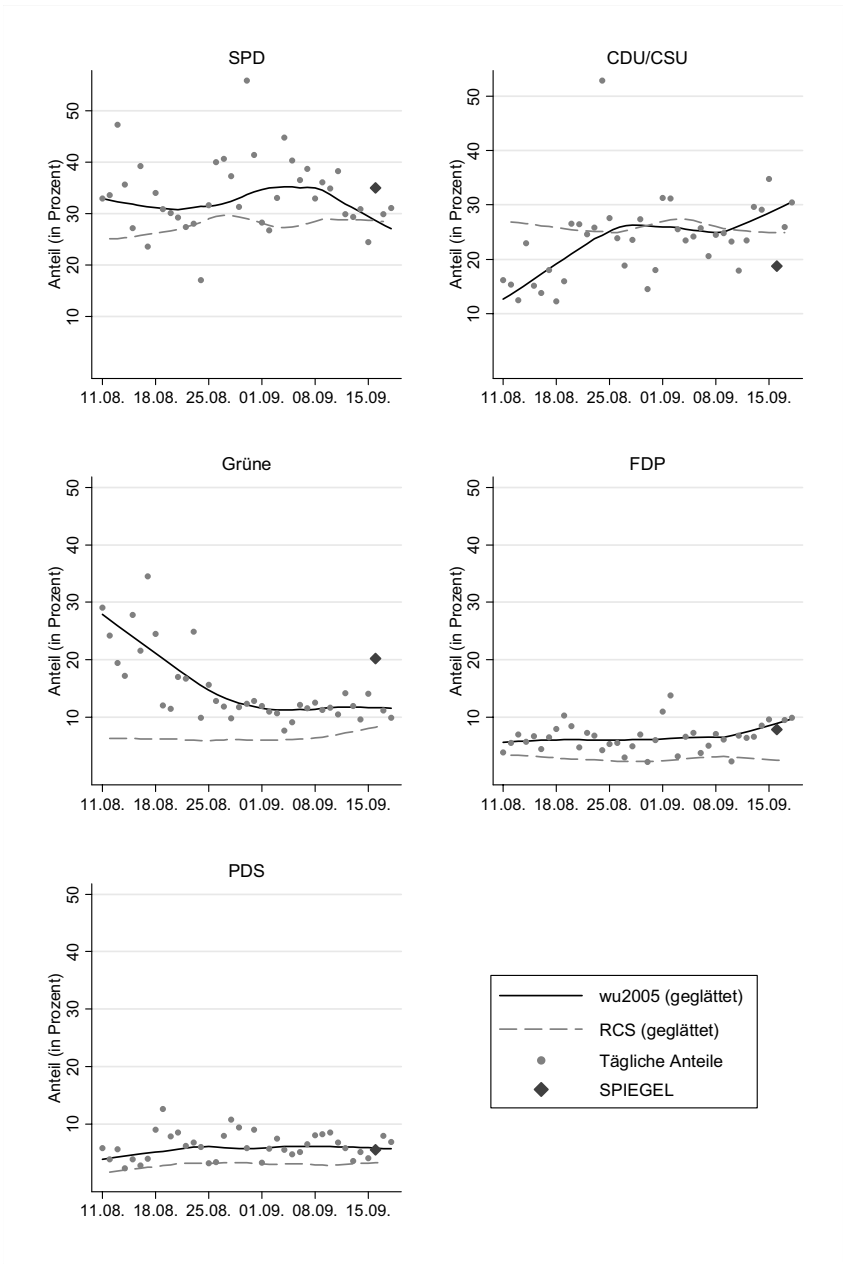 SPD
Anteil (in Prozent)
50
40
30
20
10
11.08. 18.08. 25.08. 01.09. 08.09. 15.09.
CDU/CSU
Anteil (in Prozent)
50
40
30
20
10
11.08. 18.08. 25.08. 01.09. 08.09. 15.09.
Grüne
Anteil (in Prozent)
50
40
30
20
10
11.08. 18.08. 25.08. 01.09. 08.09. 15.09.
FDP
Anteil (in Prozent)
50
40
30
20
10
11.08. 18.08. 25.08. 01.09. 08.09. 15.09.
PDS
Anteil (in Prozent)
50
40
30
20
10
11.08. 18.08. 25.08. 01.09. 08.09. 15.09.
wu2005 (geglättet)
RCS (geglättet)
Tägliche Anteile
SPIEGEL